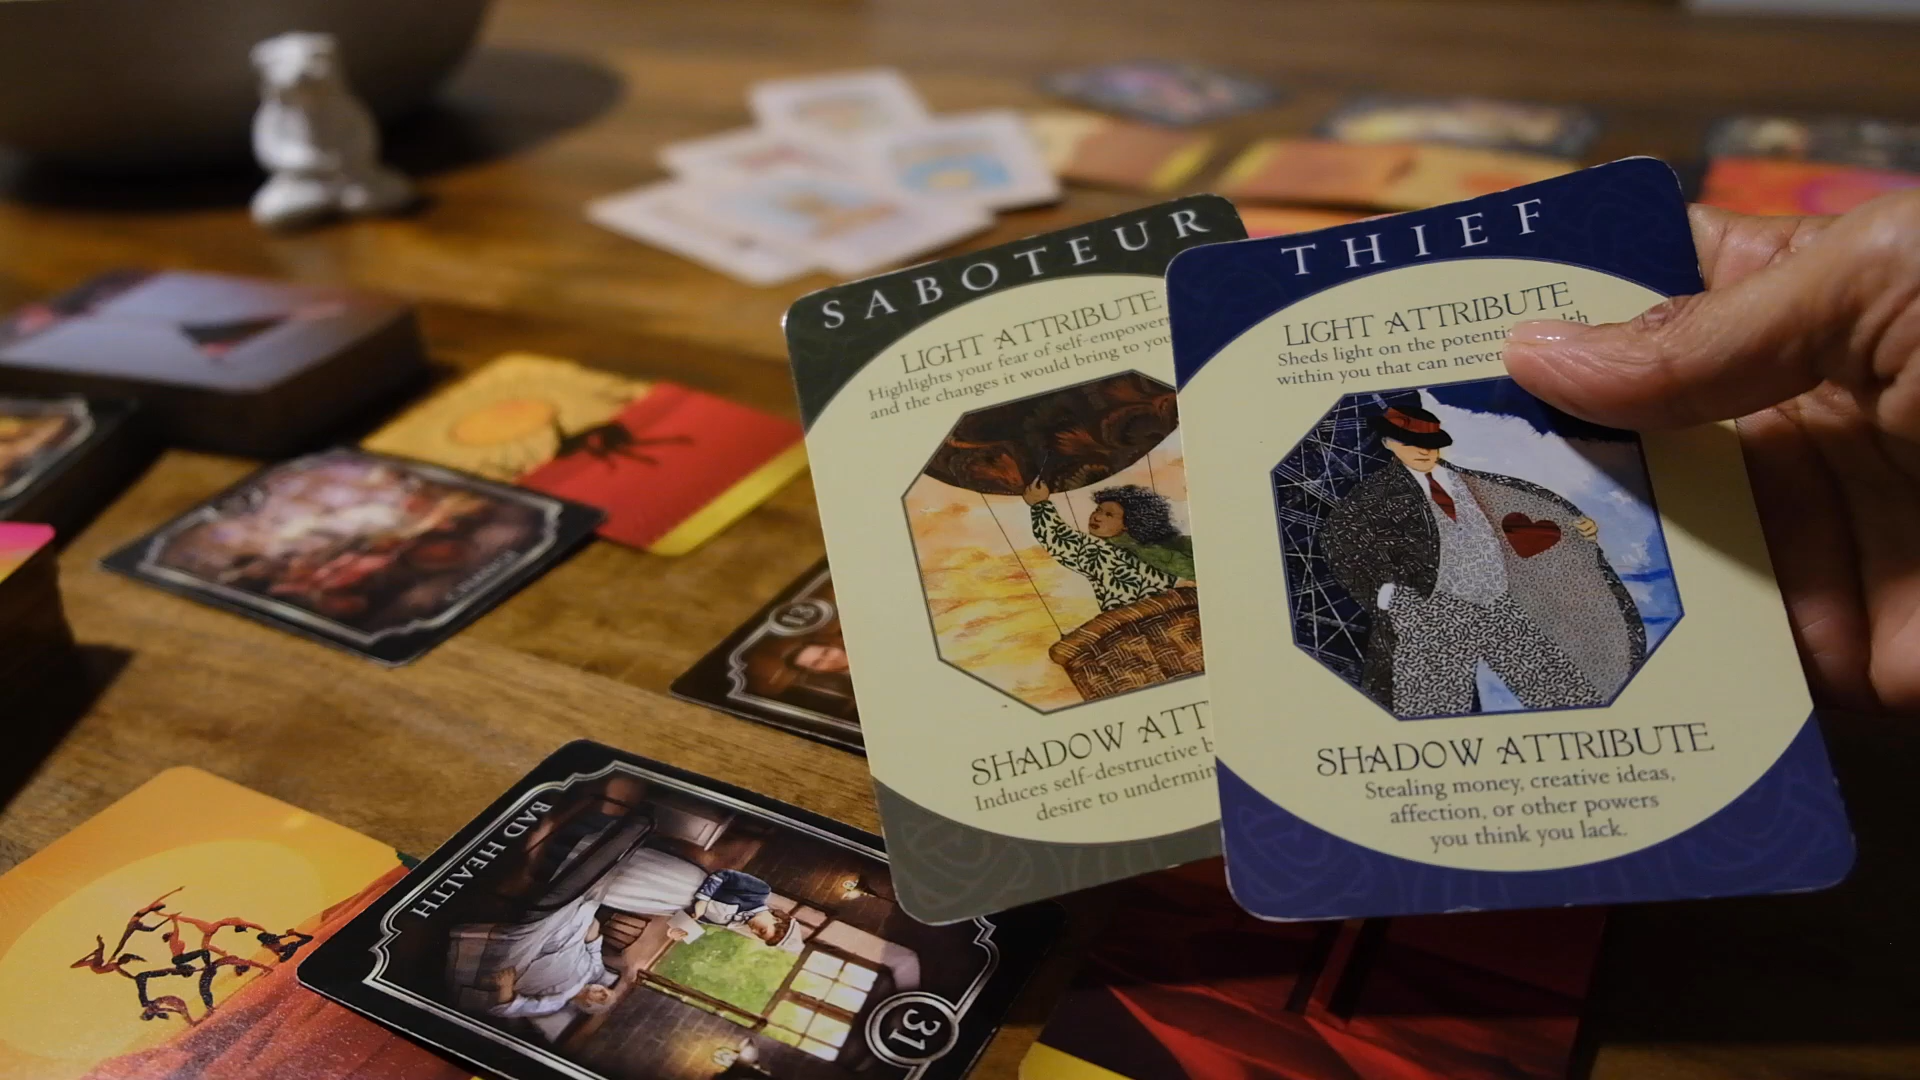 SABOTEUR
LIGHT ATTRIBUTE
Highlights your fear of self-empower
and the changes it would bring to you
SHADOW ATT
Induces self-destructive b
desire to undermin
THIEF
LIGHT ATTRIBUTE
Sheds light on the potenti
within you that can never
SHADOW ATTRIBUTE
Stealing money, creative ideas,
affection, or other powers
you think you lack.
13
BAD HEALTH
31